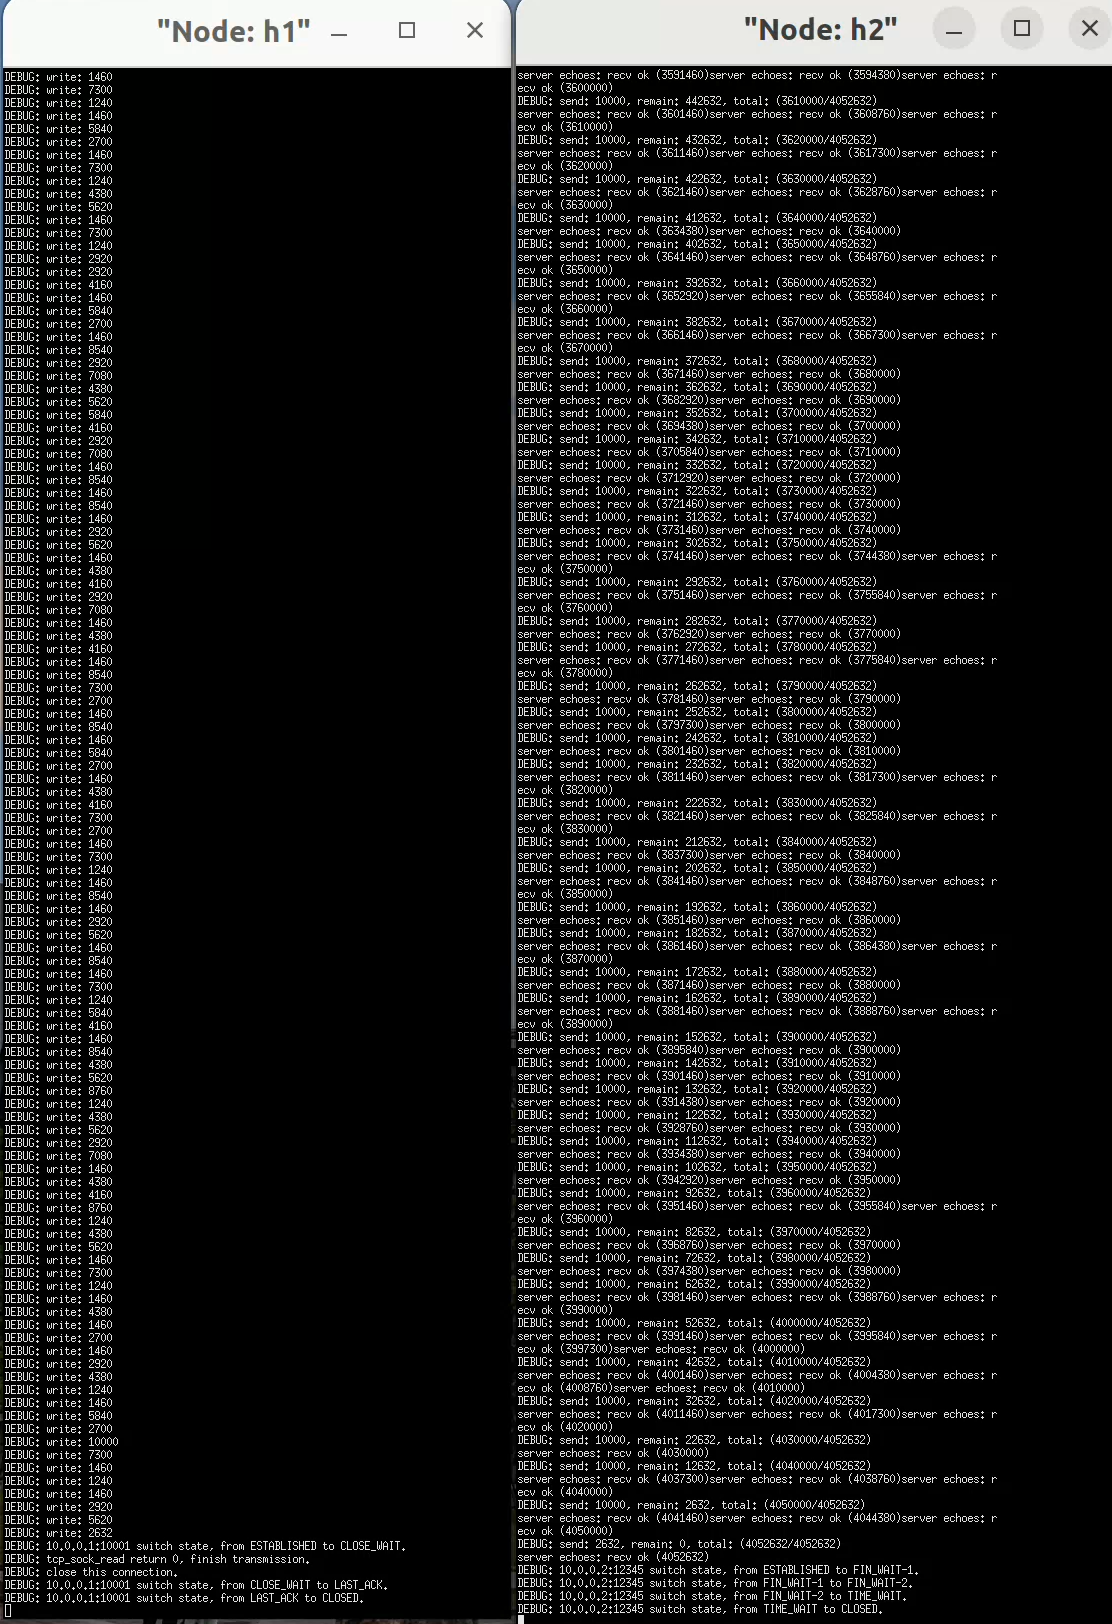 "Node: h1"
DEBUG: write: 1460
DEBUG: write: 7300
DEBUG: write: 1240
DEBUG: write: 1460
DEBUG: write: 5840
DEBUG: write: 2700
DEBUG: write: 1460
DEBUG: write: 7300
DEBUG: write: 1240
DEBUG: write: 4380
DEBUG: write: 5620
DEBUG: write: 1460
DEBUG: write: 7300
DEBUG: write: 1240
DEBUG: write: 2920
DEBUG: write: 2920
DEBUG: write: 4160
DEBUG: write: 1460
DEBUG: write: 5840
DEBUG: write: 2700
DEBUG: write: 1460
DEBUG: write: 8540
DEBUG: write: 2920
DEBUG: write: 7080
DEBUG: write: 4380
DEBUG: write: 5620
DEBUG: write: 5840
DEBUG: write: 4160
DEBUG: write: 2920
DEBUG: write: 7080
DEBUG: write: 1460
DEBUG: write: 8540
DEBUG: write: 1460
DEBUG: write: 8540
DEBUG: write: 1460
DEBUG: write: 2920
DEBUG: write: 5620
DEBUG: write: 1460
DEBUG: write: 4380
DEBUG: write: 4160
DEBUG: write: 2920
DEBUG: write: 7080
DEBUG: write: 1460
DEBUG: write: 4380
DEBUG: write: 4160
DEBUG: write: 1460
DEBUG: write: 8540
DEBUG: write: 7300
DEBUG: write: 2700
DEBUG: write: 1460
DEBUG: write: 8540
DEBUG: write: 1460
DEBUG: write: 5840
DEBUG: write: 2700
DEBUG: write: 1460
DEBUG: write: 4380
DEBUG: write: 4160
DEBUG: write: 7300
DEBUG: write: 2700
DEBUG: write: 1460
DEBUG: write: 7300
DEBUG: write: 1240
DEBUG: write: 1460
DEBUG: write: 8540
DEBUG: write: 1460
DEBUG: write: 2920
DEBUG: write: 5620
DEBUG: write: 1460
DEBUG: write: 8540
DEBUG: write: 1460
DEBUG: write: 7300
DEBUG: write: 1240
DEBUG: write: 5840
DEBUG: write: 4160
DEBUG: write: 1460
DEBUG: write: 8540
DEBUG: write: 4380
DEBUG: write: 5620
DEBUG: write: 8760
DEBUG: write: 1240
DEBUG: write: 4380
DEBUG: write: 5620
DEBUG: write: 2920
DEBUG: write: 7080
DEBUG: write: 1460
DEBUG: write: 4380
DEBUG: write: 4160
DEBUG: write: 8760
DEBUG: write: 1240
DEBUG: write: 4380
DEBUG: write: 5620
DEBUG: write: 1460
DEBUG: write: 7300
DEBUG: write: 1240
DEBUG: write: 1460
DEBUG: write: 4380
DEBUG: write: 1460
DEBUG: write: 2700
DEBUG: write: 1460
DEBUG: write: 2920
DEBUG: write: 4380
DEBUG: write: 1240
DEBUG: write: 1460
DEBUG: write: 5840
DEBUG: write: 2700
DEBUG: write: 10000
DEBUG: write: 7300
DEBUG: write: 1460
DEBUG: write: 1240
DEBUG: write: 1460
DEBUG: write: 2920
DEBUG: write: 5620
DEBUG: write: 2632
DEBUG: 10.0.0.1:10001 switch state, from ESTABLISHED to CLOSE_WAIT.
DEBUG: tcp_sock_read return 0, finish transmission.
DEBUG: close this connection.
DEBUG: 10.0.0.1:10001 switch state, from CLOSE_WAIT to LAST_ACK.
DEBUG: 10.0.0.1:10001 switch state, from LAST_ACK to CLOSED.
"Node: h2"
server echoes: recv ok (3591460)server echoes: recv ok (3594380)server echoes: r
ecv ok (3600000)
DEBUG: send: 10000, remain: 442632, total: (3610000/4052632)
server echoes: recv ok (3601460)server echoes: recv ok (3608760)server echoes: r
ecv ok (3610000)
DEBUG: send: 10000, remain: 432632, total: (3620000/4052632)
server echoes: recv ok (3611460)server echoes: recv ok (3617300)server echoes: r
ecv ok (3620000)
DEBUG: send: 10000, remain: 422632, total: (3630000/4052632)
server echoes: recv ok (3621460)server echoes: recv ok (3628760)server echoes: r
ecv ok (3630000)
DEBUG: send: 10000, remain: 412632, total: (3640000/4052632)
server echoes: recv ok (3634380)server echoes: recv ok (3640000)
DEBUG: send: 10000, remain: 402632, total: (3650000/4052632)
server echoes: recv ok (3641460)server echoes: recv ok (3648760)server echoes: r
ecv ok (3650000)
DEBUG: send: 10000, remain: 392632, total: (3660000/4052632)
server echoes: recv ok (3652920)server echoes: recv ok (3655840)server echoes: r
ecv ok (3660000)
DEBUG: send: 10000, remain: 382632, total: (3670000/4052632)
server echoes: recv ok (3661460)server echoes: recv ok (3667300)server echoes: r
ecv ok (3670000)
DEBUG: send: 10000, remain: 372632, total: (3680000/4052632)
server echoes: recv ok (3671460)server echoes: recv ok (3680000)
DEBUG: send: 10000, remain: 362632, total: (3690000/4052632)
server echoes: recv ok (3682920)server echoes: recv ok (3690000)
DEBUG: send: 10000, remain: 352632, total: (3700000/4052632)
server echoes: recv ok (3694380)server echoes: recv ok (3700000)
DEBUG: send: 10000, remain: 342632, total: (3710000/4052632)
server echoes: recv ok (3705840)server echoes: recv ok (3710000)
DEBUG: send: 10000, remain: 332632, total: (3720000/4052632)
server echoes: recv ok (3712920)server echoes: recv ok (3720000)
DEBUG: send: 10000, remain: 322632, total: (3730000/4052632)
server echoes: recv ok (3721460)server echoes: recv ok (3730000)
DEBUG: send: 10000, remain: 312632, total: (3740000/4052632)
server echoes: recv ok (3731460)server echoes: recv ok (3740000)
DEBUG: send: 10000, remain: 302632, total: (3750000/4052632)
server echoes: recv ok (3741460)server echoes: recv ok (3744380)server echoes: r
ecv ok (3750000)
DEBUG: send: 10000, remain: 292632, total: (3760000/4052632)
server echoes: recv ok (3751460)server echoes: recv ok (3755840)server echoes: r
ecv ok (3760000)
DEBUG: send: 10000, remain: 282632, total: (3770000/4052632)
server echoes: recv ok (3762920)server echoes: recv ok (3770000)
DEBUG: send: 10000, remain: 272632, total: (3780000/4052632)
server echoes: recv ok (3771460)server echoes: recv ok (3775840)server echoes: r
ecv ok (3780000)
DEBUG: send: 10000, remain: 262632, total: (3790000/4052632)
server echoes: recv ok (3781460)server echoes: recv ok (3790000)
DEBUG: send: 10000, remain: 252632, total: (3800000/4052632)
server echoes: recv ok (3797300)server echoes: recv ok (3800000)
DEBUG: send: 10000, remain: 242632, total: (3810000/4052632)
server echoes: recv ok (3801460)server echoes: recv ok (3810000)
DEBUG: send: 10000, remain: 232632, total: (3820000/4052632)
server echoes: recv ok (3811460)server echoes: recv ok (3817300)server echoes: r
ecv ok (3820000)
DEBUG: send: 10000, remain: 222632, total: (3830000/4052632)
server echoes: recv ok (3821460)server echoes: recv ok (3825840)server echoes: r
ecv ok (3830000)
DEBUG: send: 10000, remain: 212632, total: (3840000/4052632)
server echoes: recv ok (3837300)server echoes: recv ok (3840000)
DEBUG: send: 10000, remain: 202632, total: (3850000/4052632)
server echoes: recv ok (3841460)server echoes: recv ok (3848760)server echoes: r
ecv ok (3850000)
DEBUG: send: 10000, remain: 192632, total: (3860000/4052632)
server echoes: recv ok (3851460)server echoes: recv ok (3860000)
DEBUG: send: 10000, remain: 182632, total: (3870000/4052632)
server echoes: recv ok (3861460)server echoes: recv ok (3864380)server echoes: r
ecv ok (3870000)
DEBUG: send: 10000, remain: 172632, total: (3880000/4052632)
server echoes: recv ok (3871460)server echoes: recv ok (3880000)
DEBUG: send: 10000, remain: 162632, total: (3890000/4052632)
server echoes: recv ok (3881460)server echoes: recv ok (3888760)server echoes: r
ecv ok (3890000)
DEBUG: send: 10000, remain: 152632, total: (3900000/4052632)
server echoes: recv ok (3895840)server echoes: recv ok (3900000)
DEBUG: send: 10000, remain: 142632, total: (3910000/4052632)
server echoes: recv ok (3901460)server echoes: recv ok (3910000)
DEBUG: send: 10000, remain: 132632, total: (3920000/4052632)
server echoes: recv ok (3914380)server echoes: recv ok (3920000)
DEBUG: send: 10000, remain: 122632, total: (3930000/4052632)
server echoes: recv ok (3928760)server echoes: recv ok (3930000)
DEBUG: send: 10000, remain: 112632, total: (3940000/4052632)
server echoes: recv ok (3934380)server echoes: recv ok (3940000)
DEBUG: send: 10000, remain: 102632, total: (3950000/4052632)
server echoes: recv ok (3942920)server echoes: recv ok (3950000)
DEBUG: send: 10000, remain: 92632, total: (3960000/4052632)
server echoes: recv ok (3951460)server echoes: recv ok (3955840)server echoes: r
ecv ok (3960000)
DEBUG: send: 10000, remain: 82632, total: (3970000/4052632)
server echoes: recv ok (3968760)server echoes: recv ok (3970000)
DEBUG: send: 10000, remain: 72632, total: (3980000/4052632)
server echoes: recv ok (3974380)server echoes: recv ok (3980000)
DEBUG: send: 10000, remain: 62632, total: (3990000/4052632)
server echoes: recv ok (3981460)server echoes: recv ok (3988760)server echoes: r
ecv ok (3990000)
DEBUG: send: 10000, remain: 52632, total: (4000000/4052632)
server echoes: recv ok (3991460)server echoes: recv ok (3995840)server echoes: r
ecv ok (3997300)server echoes: recv ok (4000000)
DEBUG: send: 10000, remain: 42632, total: (4010000/4052632)
server echoes: recv ok (4001460)server echoes: recv ok (4004380)server echoes: r
ecv ok (4008760)server echoes: recv ok (4010000)
DEBUG: send: 10000, remain: 32632, total: (4020000/4052632)
server echoes: recv ok (4011460)server echoes: recv ok (4017300)server echoes: r
ecv ok (4020000)
DEBUG: send: 10000, remain: 22632, total: (4030000/4052632)
server echoes: recv ok (4030000)
DEBUG: send: 10000, remain: 12632, total: (4040000/4052632)
server echoes: recv ok (4037300)server echoes: recv ok (4038760)server echoes: r
ecv ok (4040000)
DEBUG: send: 10000, remain: 2632, total: (4050000/4052632)
server echoes: recv ok (4041460)server echoes: recv ok (4044380)server echoes: r
ecv ok (4050000)
DEBUG: send: 2632, remain: 0, total: (4052632/4052632)
server echoes: recv ok (4052632)
DEBUG: 10.0.0.2:12345 switch state, from ESTABLISHED to FIN_WAIT-1.
DEBUG: 10.0.0.2:12345 switch state, from FIN_WAIT-1 to FIN_WAIT-2.
DEBUG: 10.0.0.2:12345 switch state, from FIN_WAIT-2 to TIME_WAIT.
DEBUG: 10.0.0.2:12345 switch state, from TIME_WAIT to CLOSED.